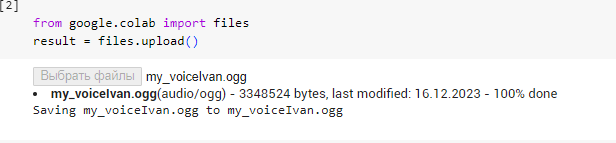 [2]
from google.colab import files
result = files.upload()
Выбрать файлы my_voiceIvan.ogg
• my_voiceIvan.ogg(audio/ogg) - 3348524 bytes, last modified: 16.12.2023 - 100% done
Saving my_voiceIvan.ogg to my_voiceIvan.ogg